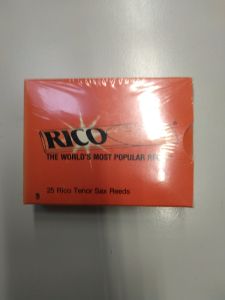 RICO
THE WORLD'S MOST POPULAR
25 Rico Tenor Sax Reeds